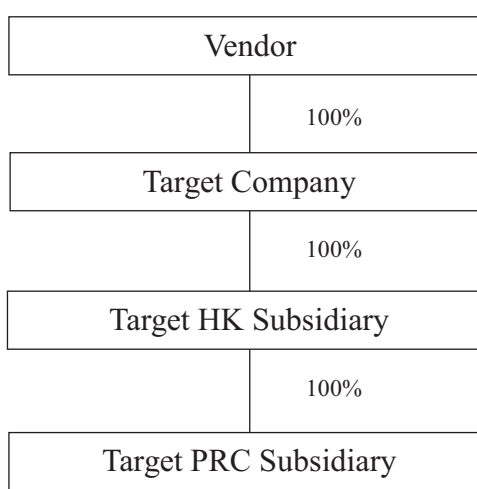 Vendor
100%
Target Company
100%
Target HK Subsidiary
100%
Target PRC Subsidiary